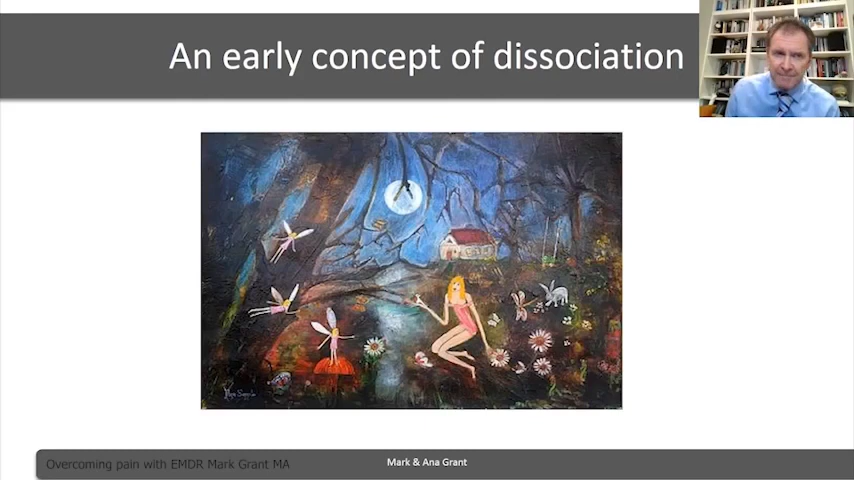 An early concept of dissociation
Overcoming pain with EMDR Mark Grant MA
Mark & Ana Grant